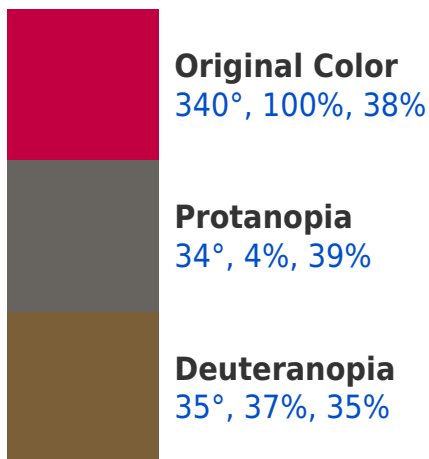 Original Color
340°, 100%, 38%
Protanopia
34°, 4%, 39%
Deuteranopia
35°, 37%, 35%